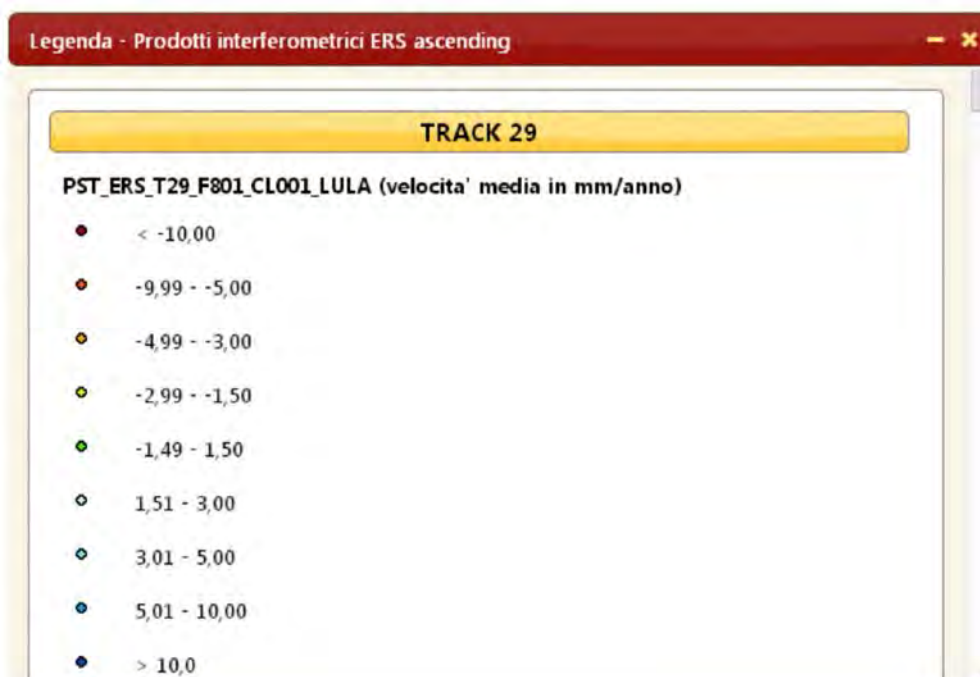 Legenda - Prodotti interferometrici ERS ascending
TRACK 29
PST_ERS_T29_F801_CL001_LULA (velocita' media in mm/anno)
< -10,00
-9,99 - -5,00
-4,99 - -3,00
-2,99 - -1,50
-1,49 - 1,50
1,51 - 3,00
3,01 - 5,00
5,01 - 10,00
> 10,0